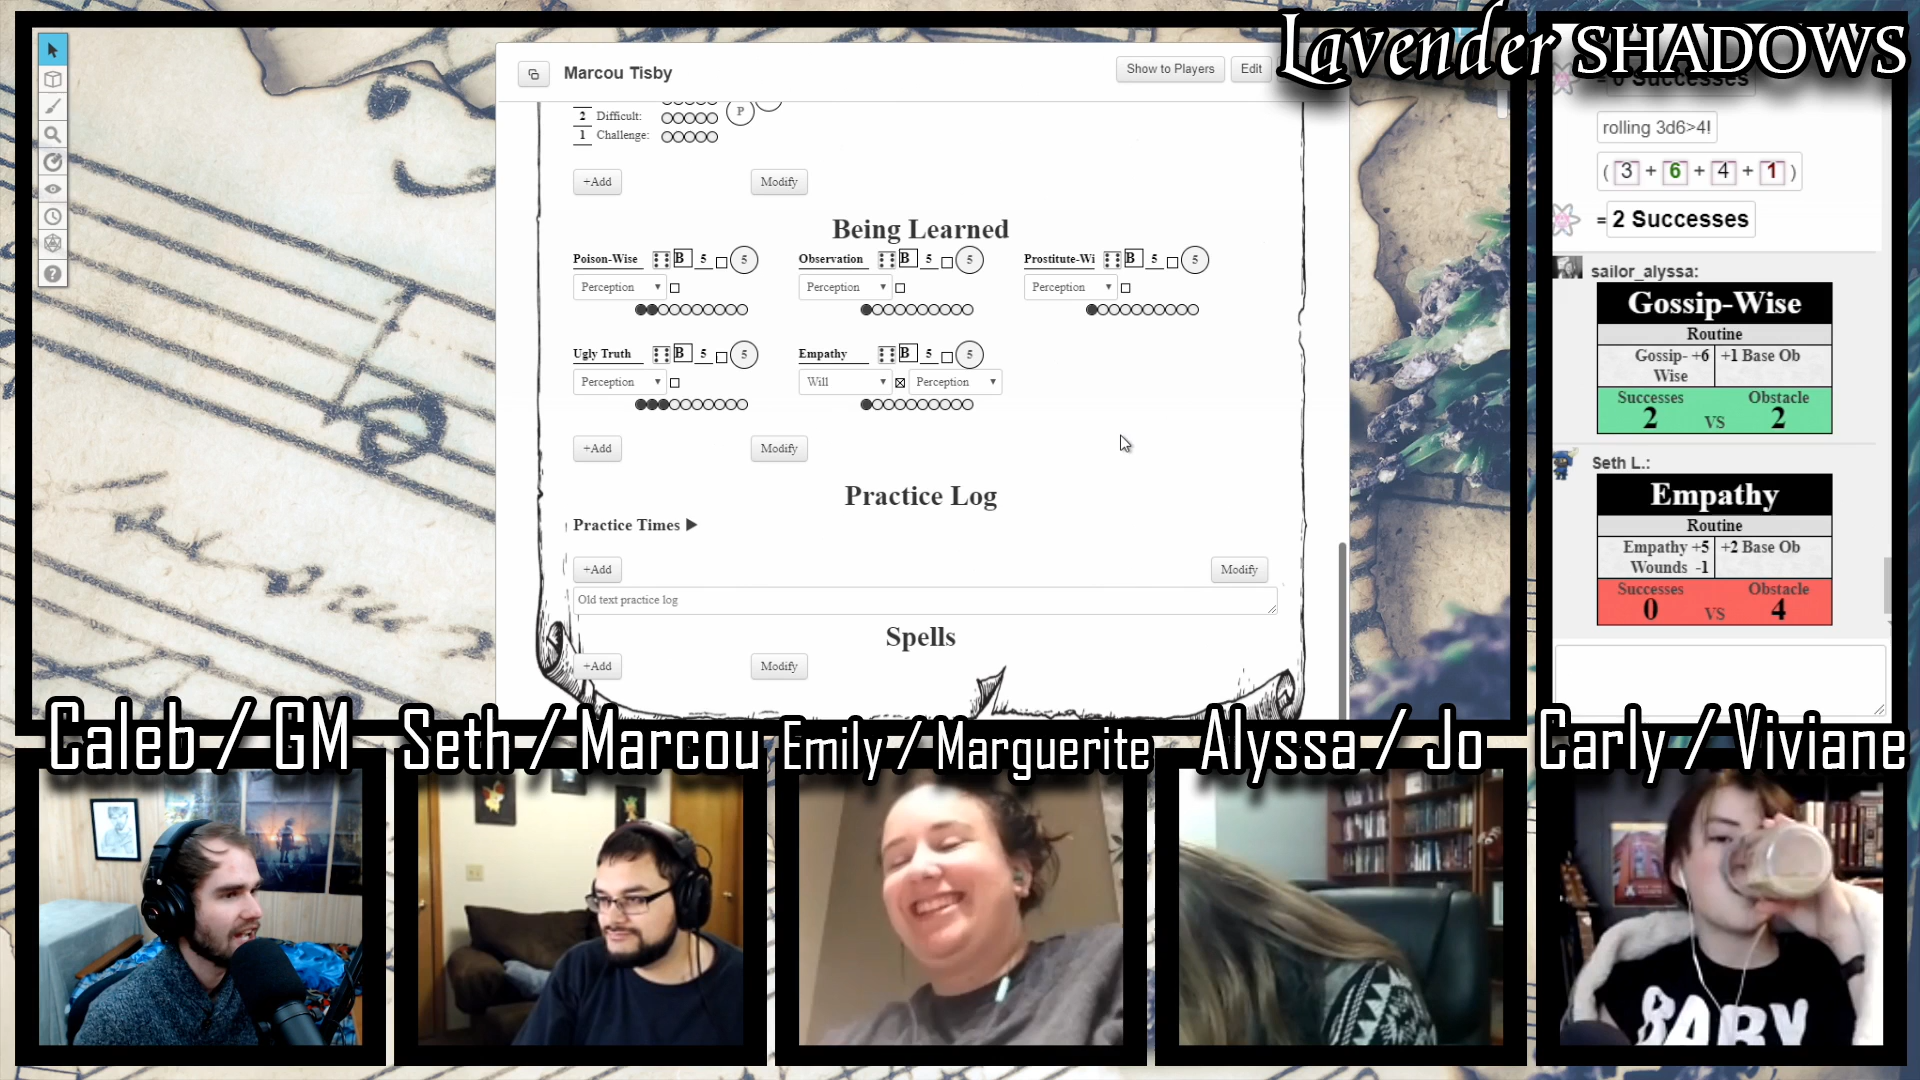 Lavender SHADOWS
Marcou Tisby
Show to Players
Edit
2 Difficult:
1 Challenge:
P
+Add
Modify
Being Learned
Poison-Wise B 5 5
Observation B 5 5
Prostitute-Wi B 5 5
Perception
Perception
Perception
Ugly Truth B 5 5
Empathy B 5 5
Perception
Will
Perception
+Add
Modify
Practice Log
Practice Times
+Add
Modify
Old text practice log
Spells
+Add
Modify
Successes
rolling 3d6>4!
( 3 + 6 + 4 + 1 )
= 2 Successes
sailor_alyssa:
Gossip-Wise
Routine
Gossip- +6 +1 Base Ob
Wise
Successes Obstacle
2 VS 2
Seth L.:
Empathy
Routine
Empathy +5 +2 Base Ob
Wounds -1
Successes Obstacle
0 VS 4
Caleb / GM
Seth / Marcou
Emily / Marguerite
Alyssa / Jo
Carly / Viviane
BABY